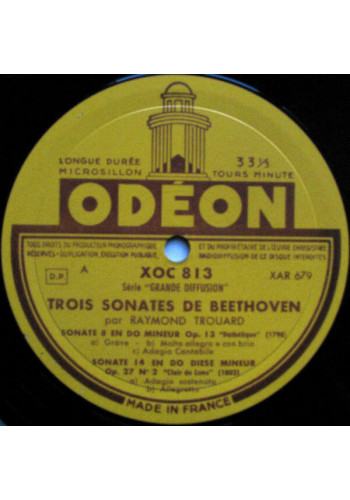 LONGUE DURÉE
MICROSILLON
33⅓
TOURS MINUTE
ODÉON
TOUS DROITS DU PRODUCTEUR PHONOGRAPHIQUE
RÉSERVÉS · DUPLICATION, EXÉCUTION PUBLIQUE,
ET DU PROPRIÉTAIRE DE L'ŒUVRE ENREGISTRÉE
RADIODIFFUSION DE CE DISQUE INTERDITES
D.P.
A
XOC 813
XAR 679
Série "GRANDE DIFFUSION"
TROIS SONATES DE BEETHOVEN
par RAYMOND TROUARD
SONATE 8 EN DO MINEUR Op. 13 "Pathétique" (1798)
a) Grave - b) Molto allegro e con brio
c) Adagio Cantabile
SONATE 14 EN DO DIESE MINEUR
Op. 27 N° 2 "Clair de Lune" (1802)
a) Adagio sostenuto
b) Allegretto
MADE IN FRANCE